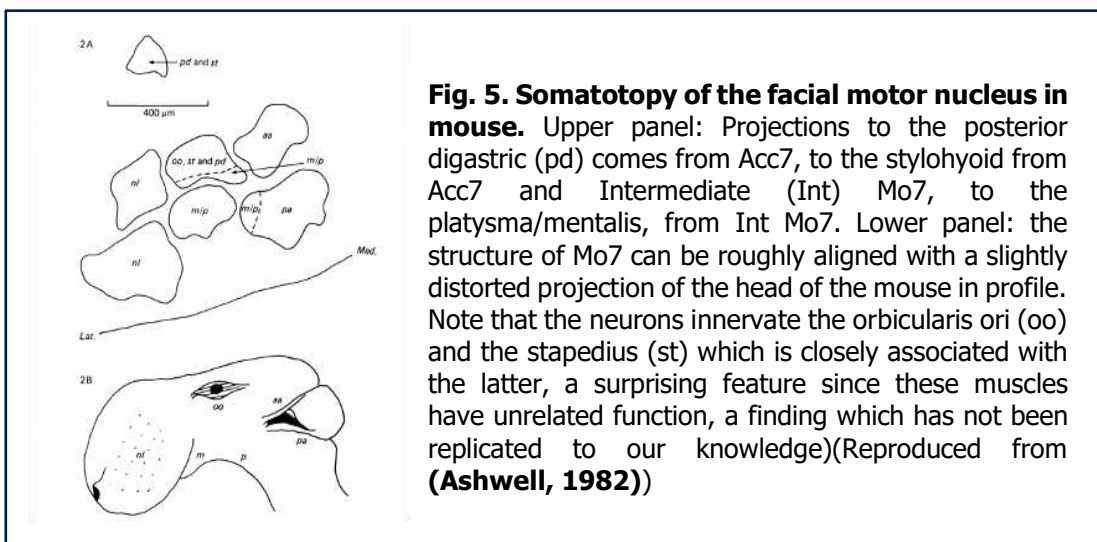 2A
pd and st
400 µm
aa
oo, st and pd
m/p
nl
m/p
m/p
pa
nl
Med.
Lat.
2B
oo
aa
nl
m
p
pa
Fig. 5. Somatotopy of the facial motor nucleus in
mouse. Upper panel: Projections to the posterior
digastric (pd) comes from Acc7, to the stylohyoid from
Acc7 and Intermediate (Int) Mo7, to the
platysma/mentalis, from Int Mo7. Lower panel: the
structure of Mo7 can be roughly aligned with a slightly
distorted projection of the head of the mouse in profile.
Note that the neurons innervate the orbicularis ori (oo)
and the stapedius (st) which is closely associated with
the latter, a surprising feature since these muscles
have unrelated function, a finding which has not been
replicated to our knowledge)(Reproduced from
(Ashwell, 1982))